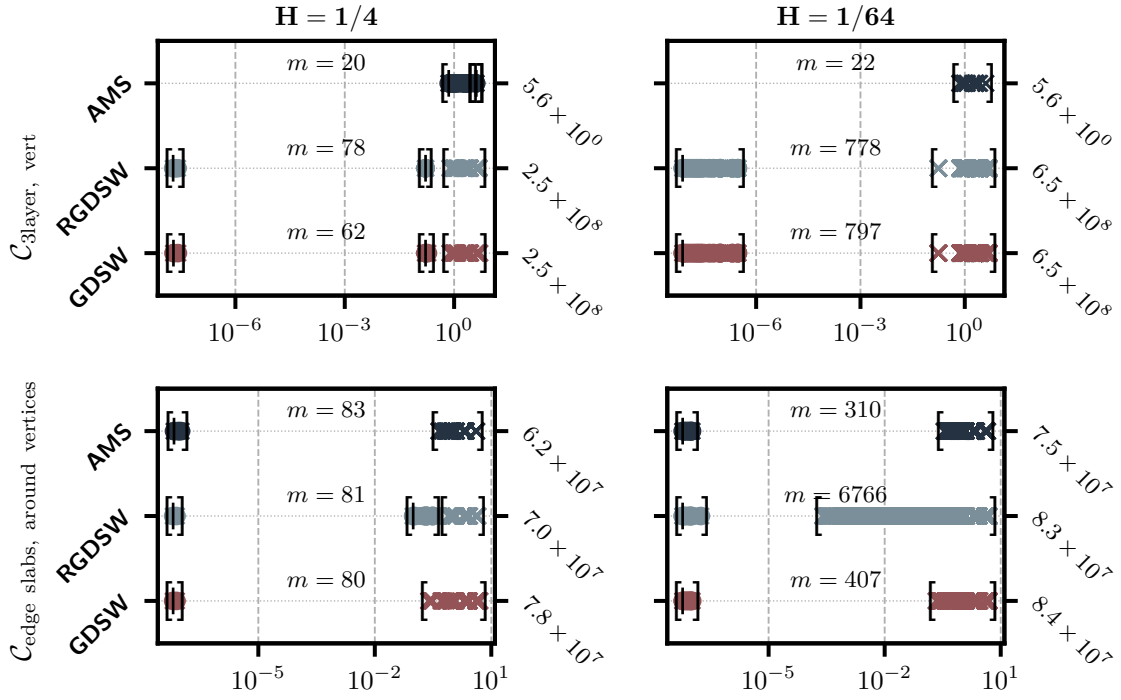 H = 1/4
H = 1/64
C_3layer, vert
AMS
m = 20
5.6 × 10^0
m = 22
5.6 × 10^0
RGDSW
m = 78
2.5 × 10^8
m = 778
6.5 × 10^8
GDSW
m = 62
2.5 × 10^8
m = 797
6.5 × 10^8
10^−6 10^−3 10^0
10^−6 10^−3 10^0
C_edge slabs, around vertices
AMS
m = 83
6.2 × 10^7
m = 310
7.5 × 10^7
RGDSW
m = 81
7.0 × 10^7
m = 6766
8.3 × 10^7
GDSW
m = 80
7.8 × 10^7
m = 407
8.4 × 10^7
10^−5 10^−2 10^1
10^−5 10^−2 10^1